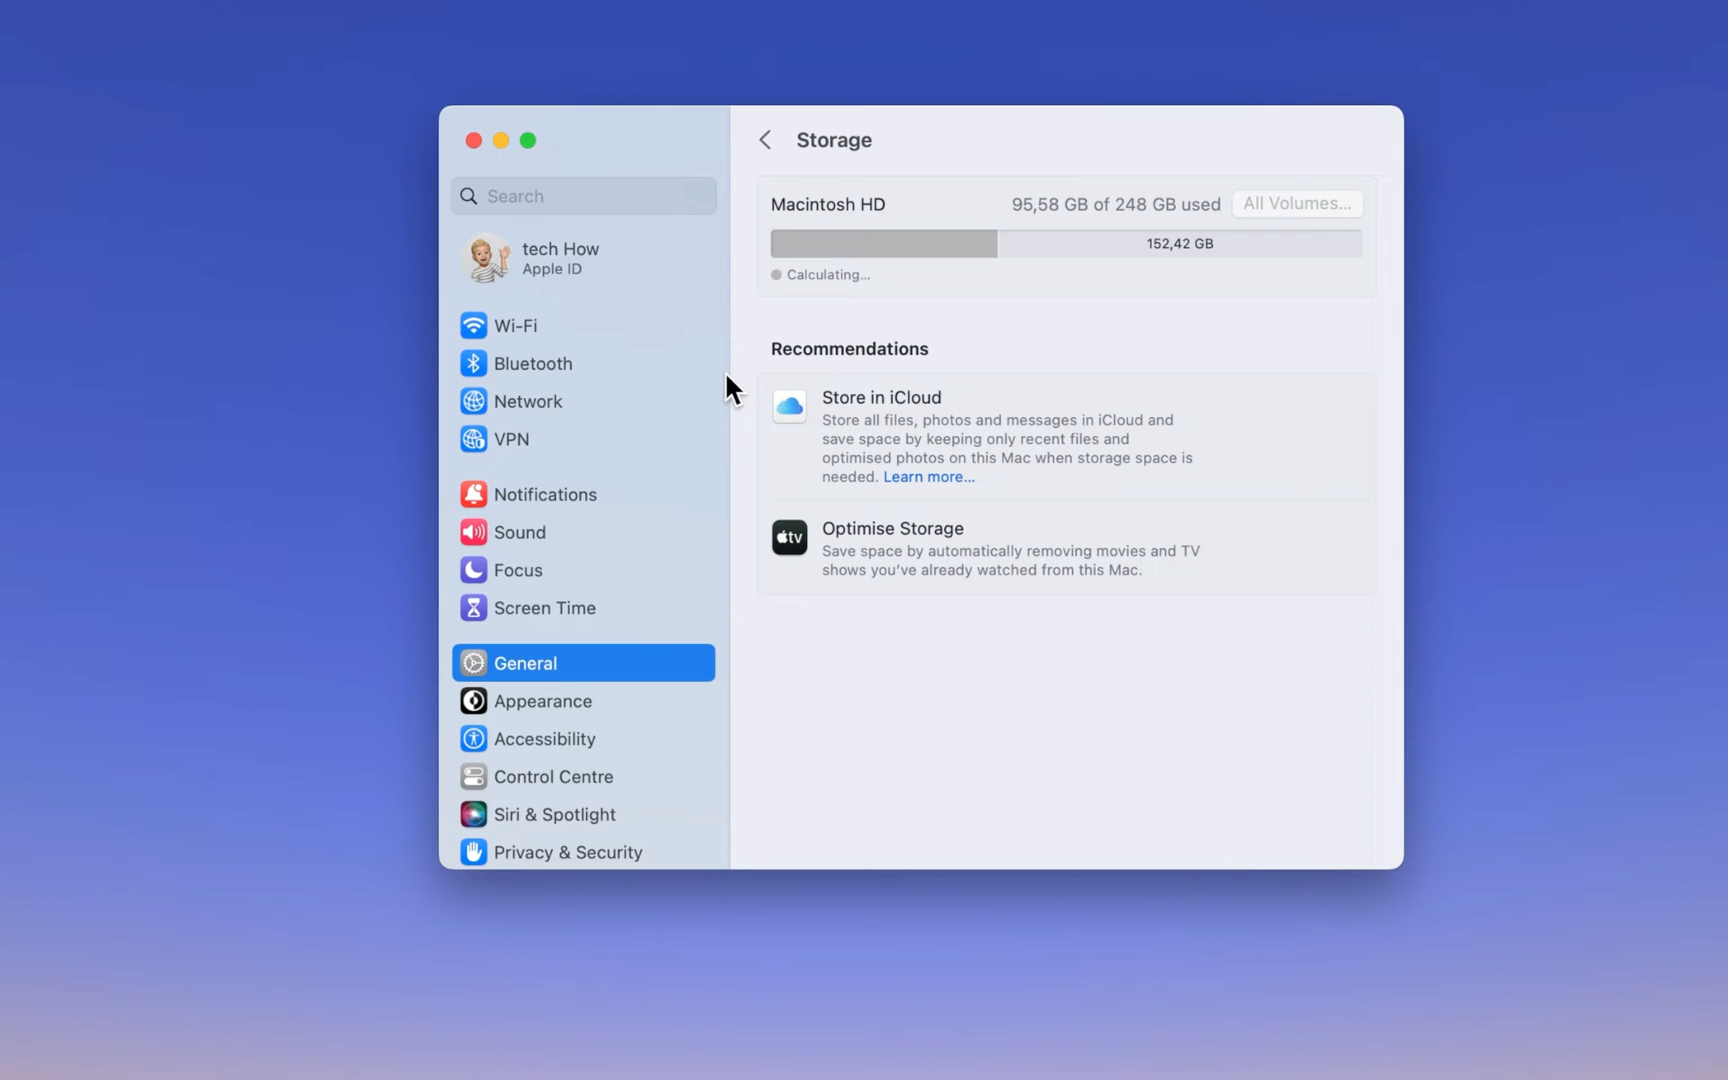 Storage
Search
tech How
Apple ID
Wi-Fi
Bluetooth
Network
VPN
Notifications
Sound
Focus
Screen Time
General
Appearance
Accessibility
Control Centre
Siri & Spotlight
Privacy & Security
Macintosh HD 95,58 GB of 248 GB used All Volumes...
152,42 GB
Calculating...
Recommendations
Store in iCloud
Store all files, photos and messages in iCloud and
save space by keeping only recent files and
optimised photos on this Mac when storage space is
needed. Learn more...
tv
Optimise Storage
Save space by automatically removing movies and TV
shows you've already watched from this Mac.